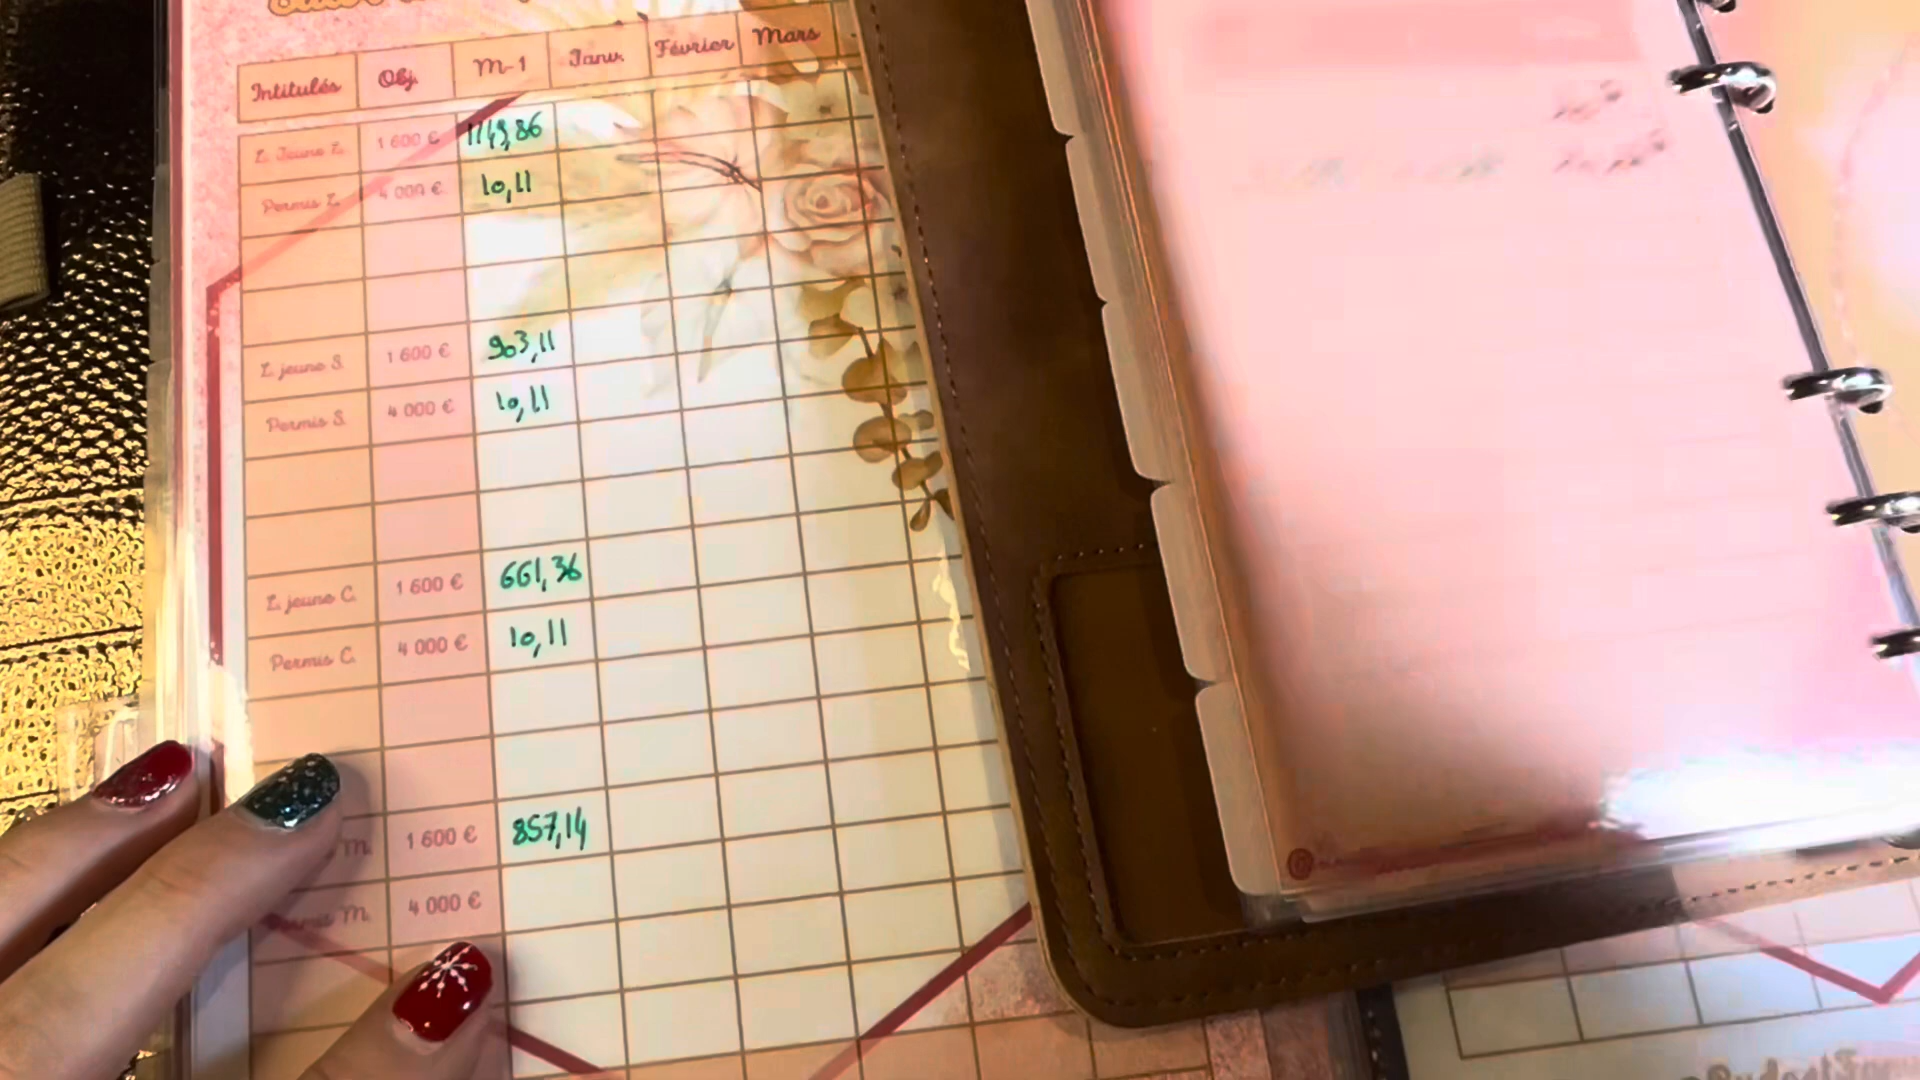 Intitulés Obj. M-1 Janv. Février Mars
L. Jeune L. 1 600 € 1149,86
Permis L. 4 000 € 10,11
L. jeune S. 1 600 € 903,11
Permis S. 4 000 € 10,11
L. jeune C. 1 600 € 661,36
Permis C. 4 000 € 10,11
M. 1 600 € 857,14
Permis M. 4 000 €